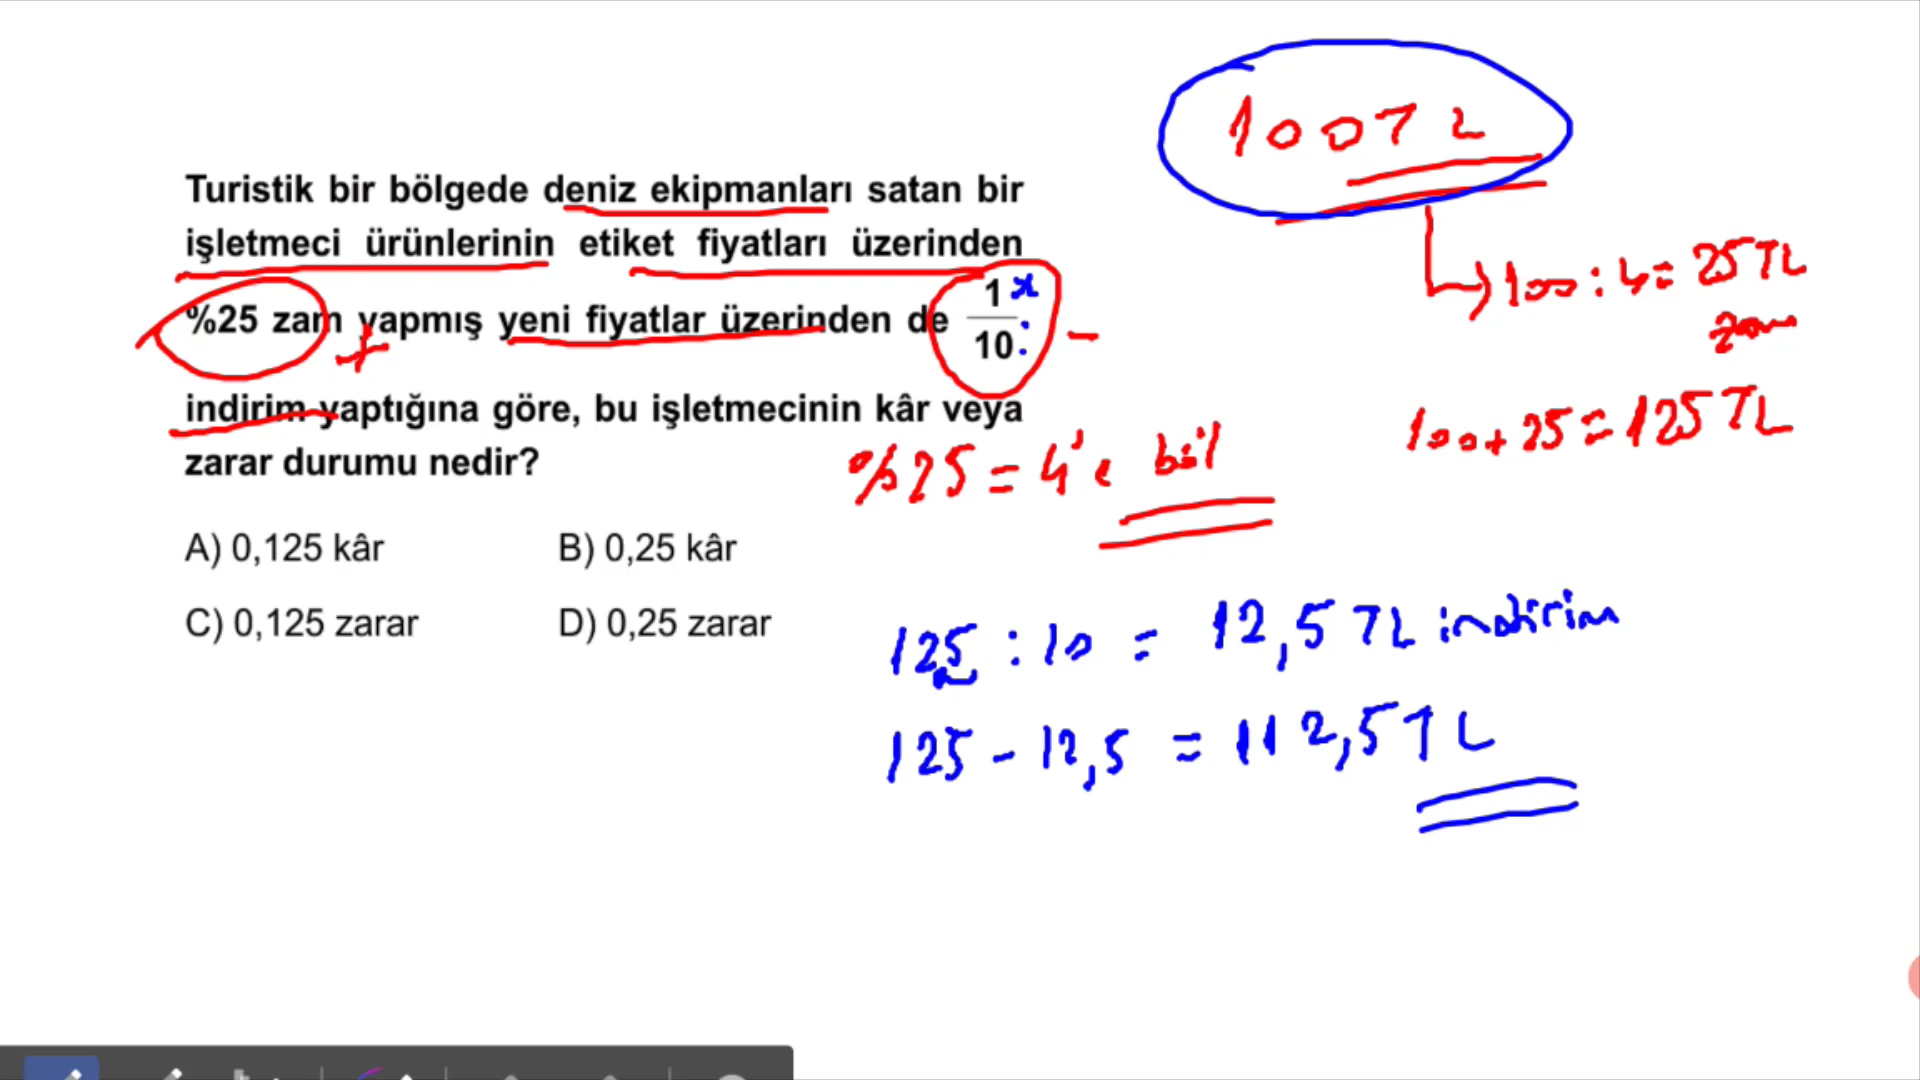 100 TL
Turistik bir bölgede deniz ekipmanları satan bir
işletmeci ürünlerinin etiket fiyatları üzerinden
%25 zam yapmış yeni fiyatlar üzerinden de 1/10
indirim yaptığına göre, bu işletmecinin kâr veya
zarar durumu nedir?
A) 0,125 kâr
B) 0,25 kâr
C) 0,125 zarar
D) 0,25 zarar
x
:
+
-
100 : 4 = 25 TL
zam
100 + 25 = 125 TL
%25 = 4'e böl
125 : 10 = 12,5 TL indirim
125 - 12,5 = 112,5 TL